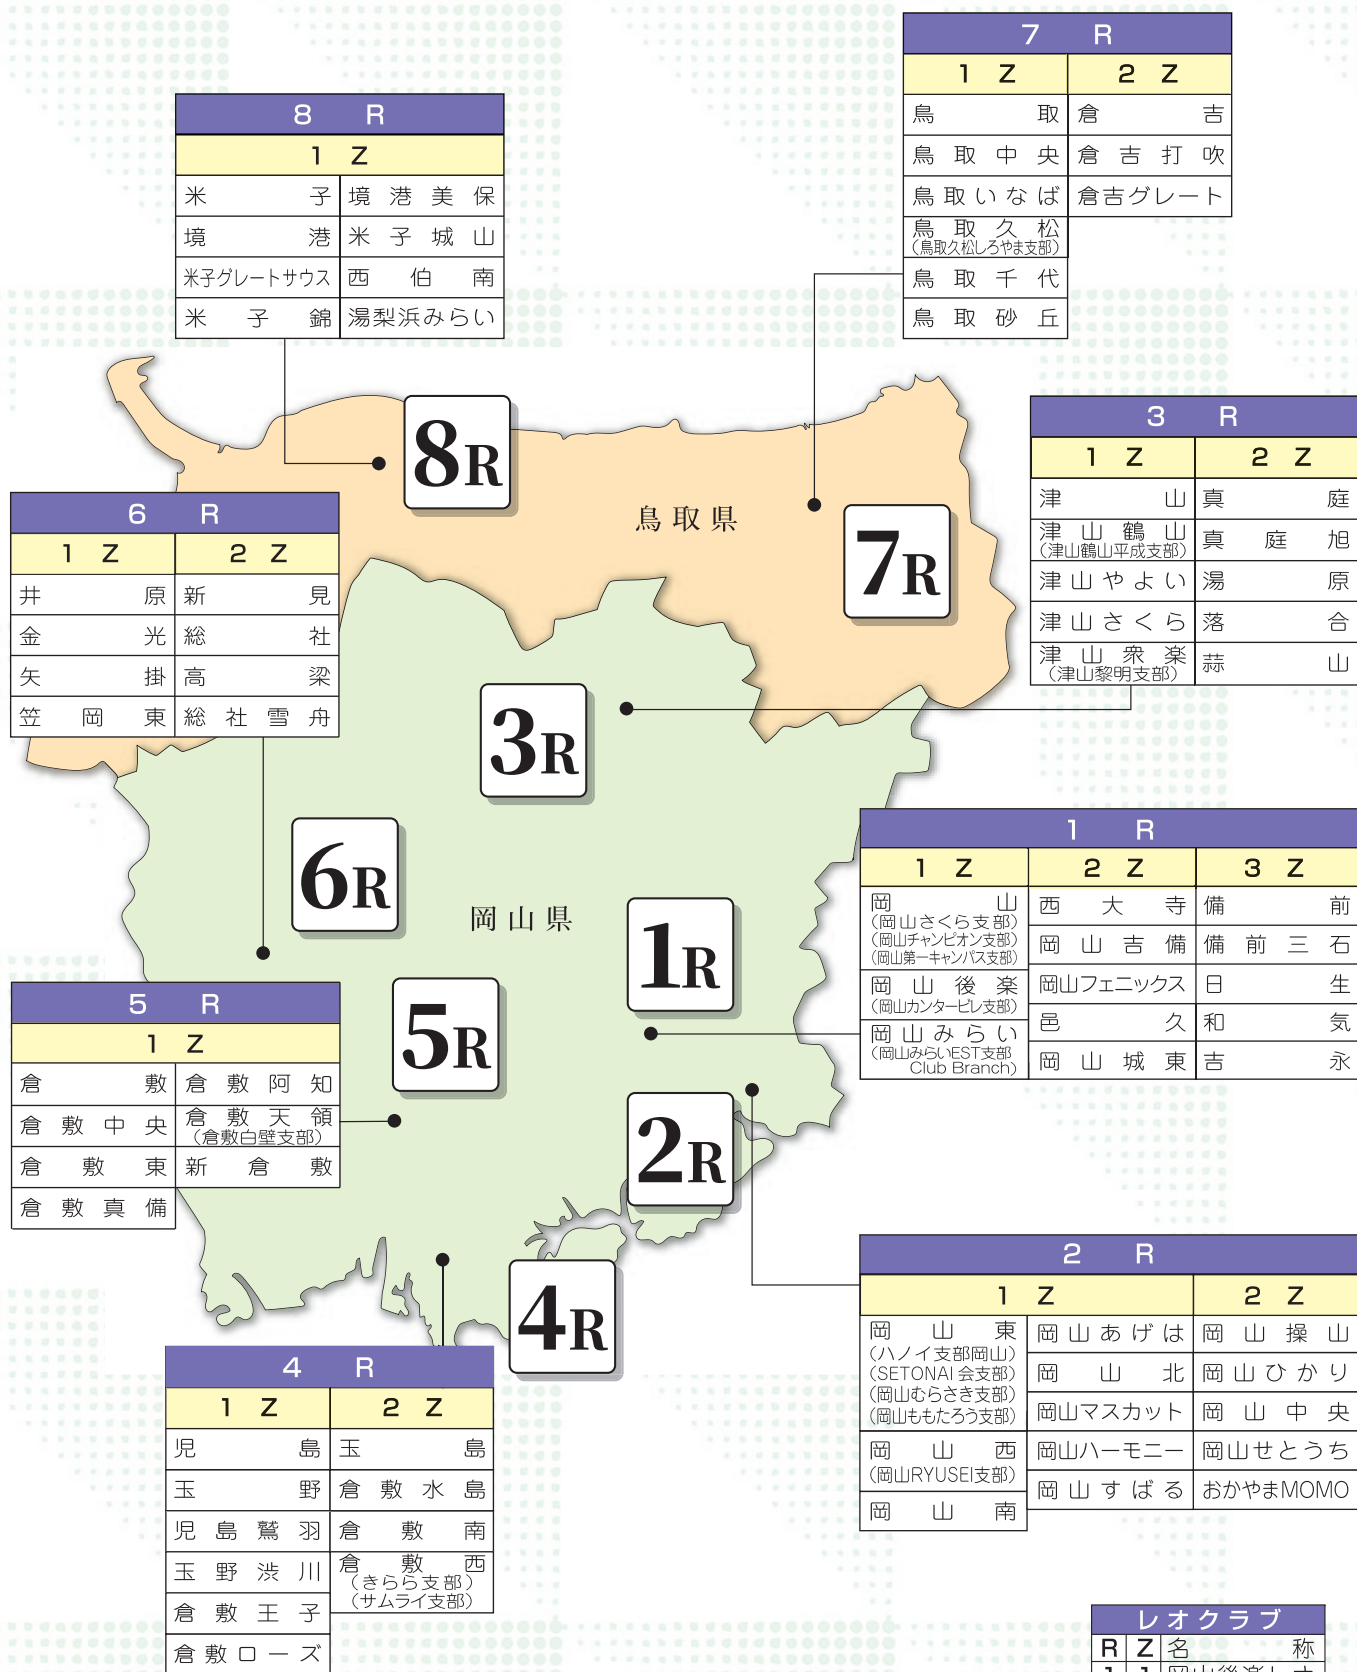 7 R
1 Z 2 Z
鳥取 倉吉
鳥取中央 倉吉打吹
鳥取いなば 倉吉グレート
鳥取久松
(鳥取久松しろやま支部)
鳥取千代
鳥取砂丘
8 R
1 Z
米子 境港美保
境港 米子城山
米子グレートサウス 西伯南
米子錦 湯梨浜みらい
8R
鳥取県
7R
3 R
1 Z 2 Z
津山 真庭
津山鶴山 真庭旭
(津山鶴山平成支部)
津山やよい 湯原
津山さくら 落合
津山衆楽 蒜山
(津山黎明支部)
6 R
1 Z 2 Z
井原 新見
金光 総社
矢掛 高梁
笠岡東 総社雪舟
3R
6R
岡山県
1R
1 R
1 Z 2 Z 3 Z
岡山 西大寺 備前
(岡山さくら支部)
(岡山チャンピオン支部) 岡山吉備 備前三石
(岡山第一キャンパス支部)
岡山後楽 岡山フェニックス 日生
(岡山カンタービレ支部)
岡山みらい 邑久 和気
(岡山みらいEST支部
Club Branch) 岡山城東 吉永
5R
5 R
1 Z
倉敷 倉敷阿知
倉敷中央 倉敷天領
(倉敷白壁支部)
倉敷東 新倉敷
倉敷真備
2R
4R
2 R
1 Z 2 Z
岡山東 岡山あげは 岡山操山
(ハノイ支部岡山)
(SETONAI会支部) 岡山北 岡山ひかり
(岡山むらさき支部)
(岡山ももたろう支部) 岡山マスカット 岡山中央
岡山西 岡山ハーモニー 岡山せとうち
(岡山RYUSEI支部)
岡山南 岡山すばる おかやまMOMO
4 R
1 Z 2 Z
児島 玉島
玉野 倉敷水島
児島鷲羽 倉敷南
玉野渋川 倉敷西
(きらら支部)
(サムライ支部)
倉敷王子
倉敷ローズ
レオクラブ
R Z 名称